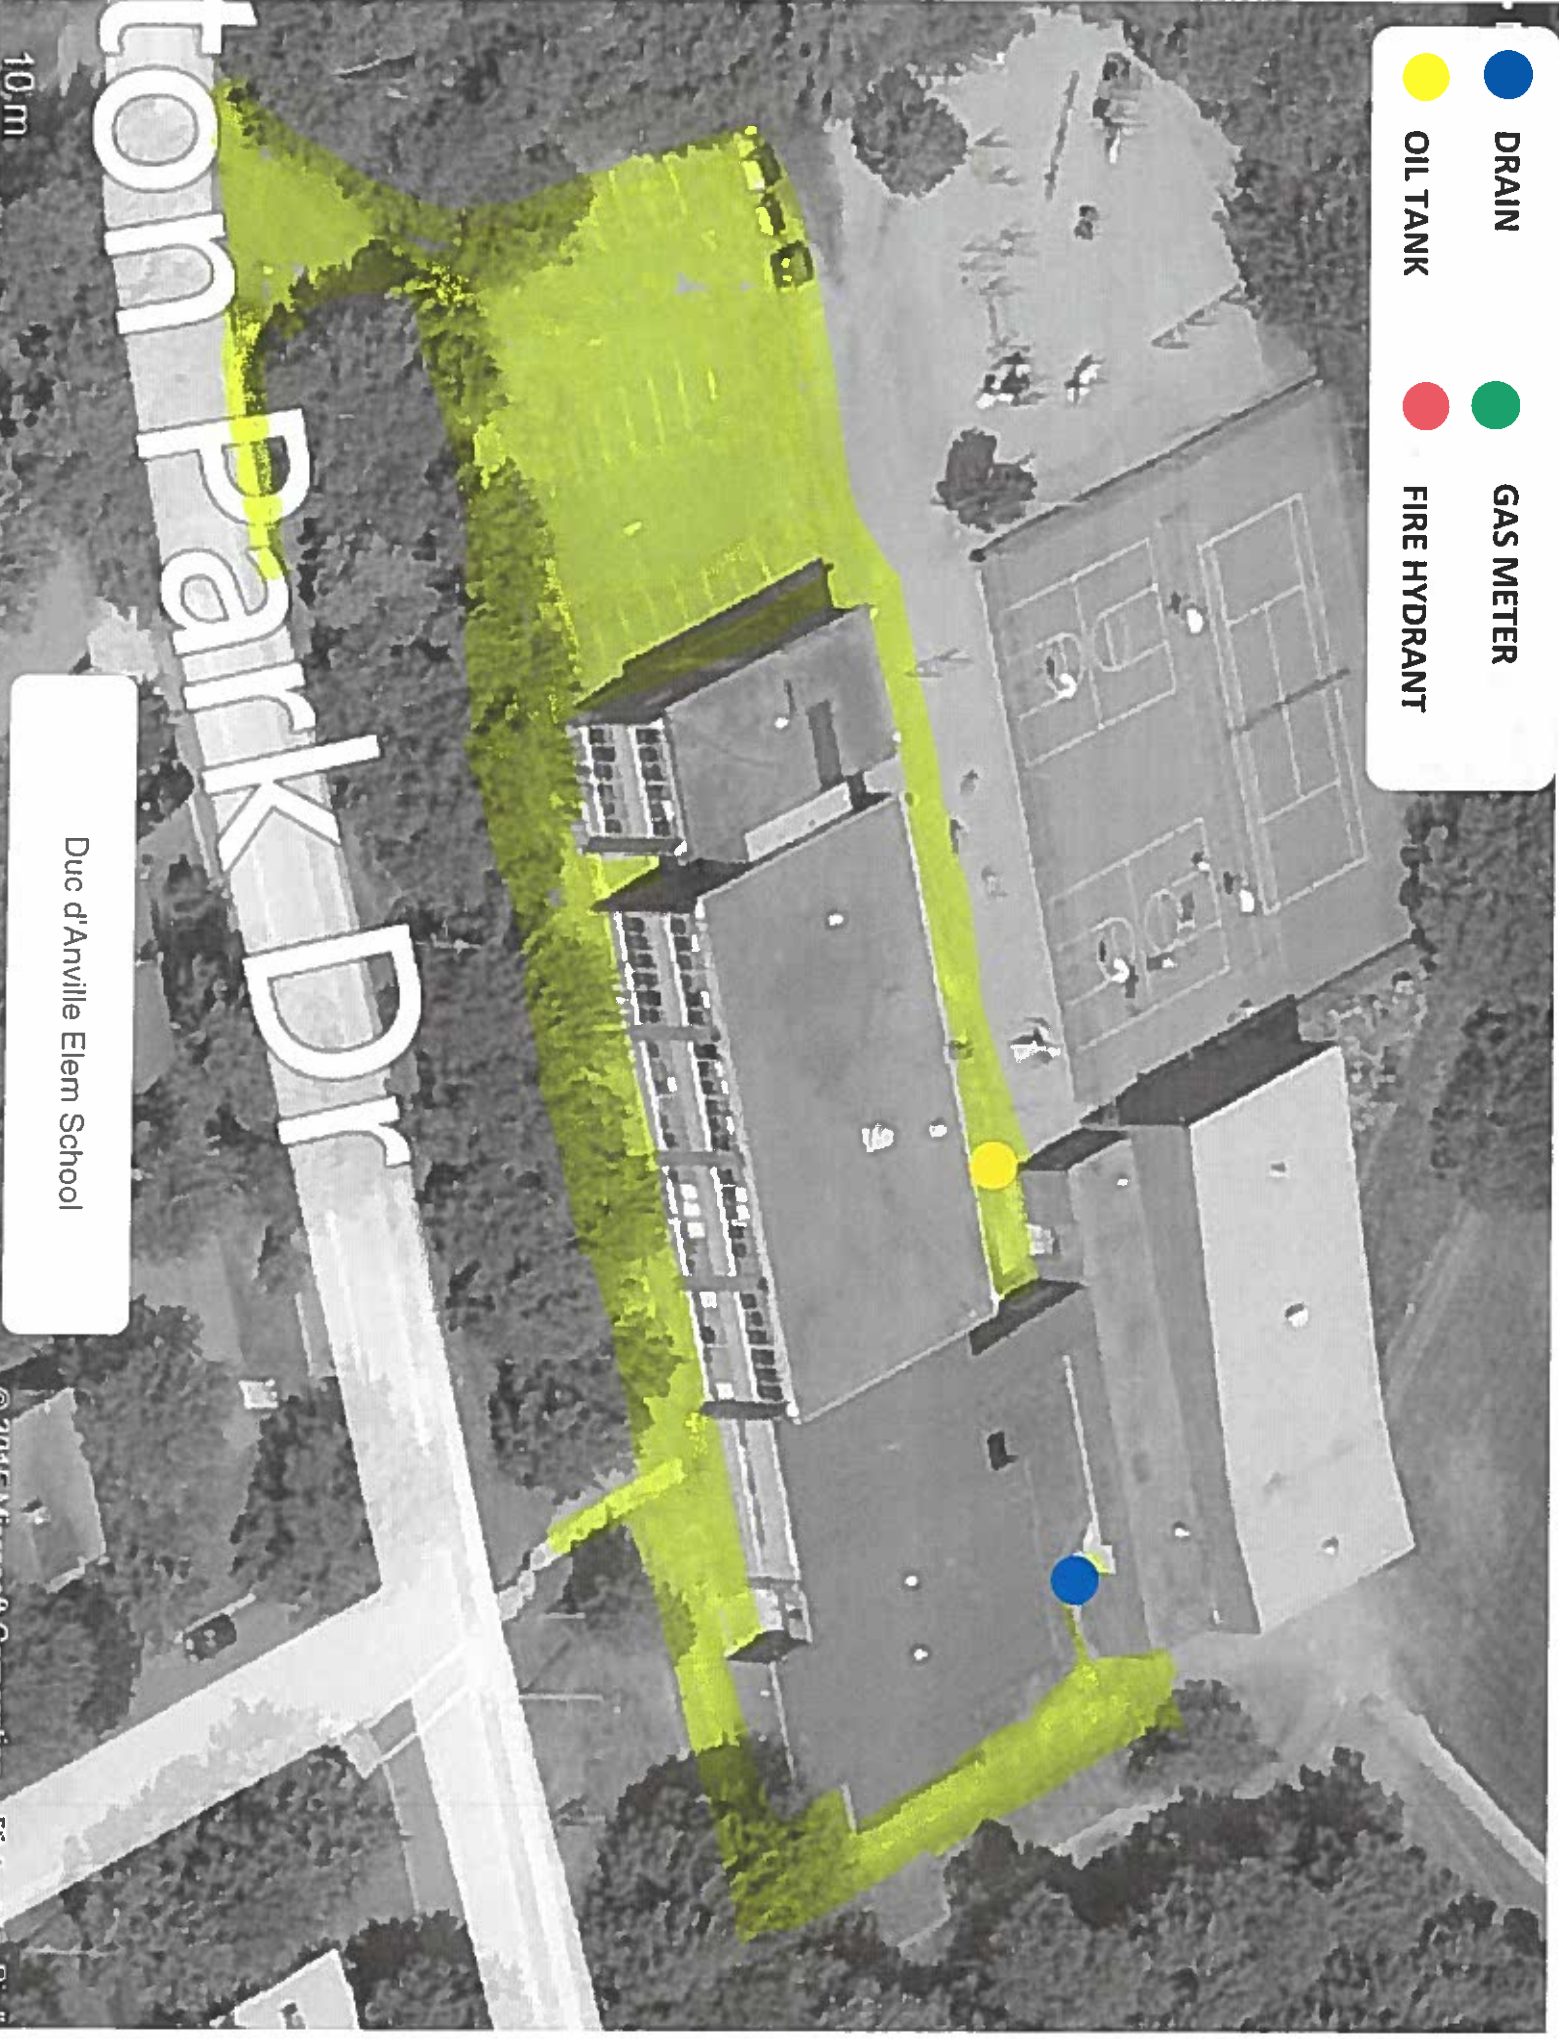 DRAIN
GAS METER
OIL TANK
FIRE HYDRANT
ton Park Dr
Duc d'Anville Elem School
10 m